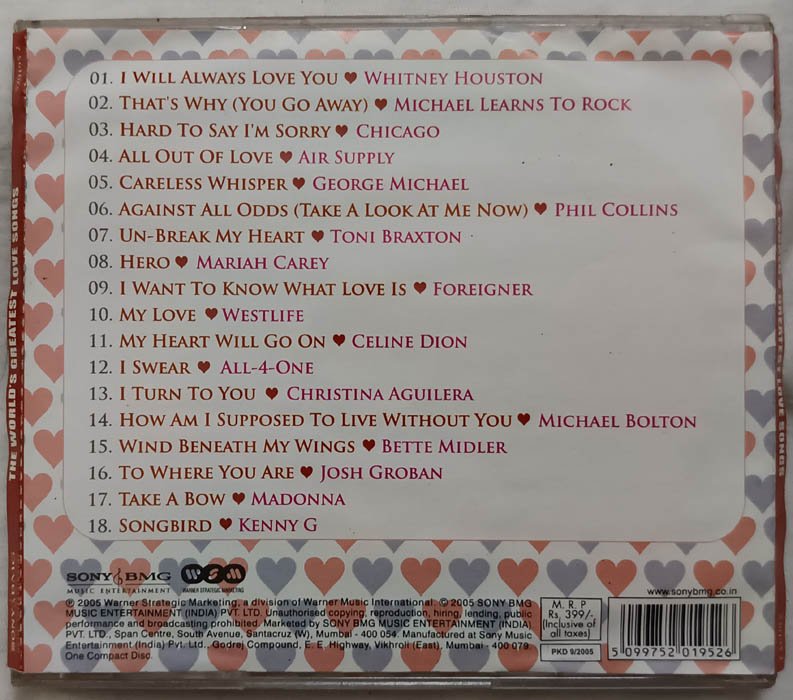 01. I WILL ALWAYS LOVE YOU ♥ WHITNEY HOUSTON
02. THAT'S WHY (YOU GO AWAY) ♥ MICHAEL LEARNS TO ROCK
03. HARD TO SAY I'M SORRY ♥ CHICAGO
04. ALL OUT OF LOVE ♥ AIR SUPPLY
05. CARELESS WHISPER ♥ GEORGE MICHAEL
06. AGAINST ALL ODDS (TAKE A LOOK AT ME NOW) ♥ PHIL COLLINS
07. UN-BREAK MY HEART ♥ TONI BRAXTON
08. HERO ♥ MARIAH CAREY
09. I WANT TO KNOW WHAT LOVE IS ♥ FOREIGNER
10. MY LOVE ♥ WESTLIFE
11. MY HEART WILL GO ON ♥ CELINE DION
12. I SWEAR ♥ ALL-4-ONE
13. I TURN TO YOU ♥ CHRISTINA AGUILERA
14. HOW AM I SUPPOSED TO LIVE WITHOUT YOU ♥ MICHAEL BOLTON
15. WIND BENEATH MY WINGS ♥ BETTE MIDLER
16. TO WHERE YOU ARE ♥ JOSH GROBAN
17. TAKE A BOW ♥ MADONNA
18. SONGBIRD ♥ KENNY G
THE WORLD'S GREATEST LOVE SONGS
SONY BMG
MUSIC ENTERTAINMENT
WSM
WARNER STRATEGIC MARKETING
www.sonybmg.co.in
℗ 2005 Warner Strategic Marketing, a division of Warner Music International. © 2005 SONY BMG
MUSIC ENTERTAINMENT (INDIA) PVT. LTD. Unauthorised copying, reproduction, hiring, lending, public
performance and broadcasting prohibited. Marketed by SONY BMG MUSIC ENTERTAINMENT (INDIA)
PVT. LTD., Span Centre, South Avenue, Santacruz (W), Mumbai - 400 054. Manufactured at Sony Music
Entertainment (India) Pvt. Ltd., Godrej Compound, E. E. Highway, Vikhroli (East), Mumbai - 400 079
One Compact Disc.
M. R. P
Rs. 399/-
(Inclusive of
all taxes)
PKD 9/2005
5 099752 019526